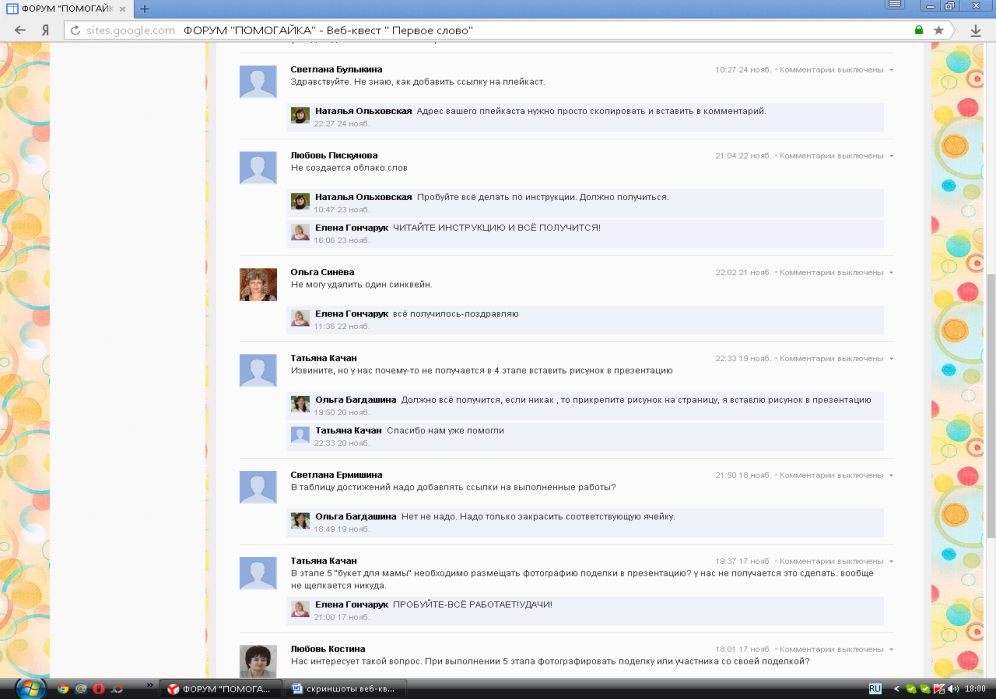 ФОРУМ "ПОМОГАЙ
sites.google.com ФОРУМ "ПОМОГАЙКА" - Веб-квест " Первое слово"
Светлана Булыкина 10:27 24 нояб. • Комментарии выключены
Здравствуйте. Не знаю, как добавить ссылку на плейкаст.
Наталья Ольховская Адрес вашего плейкаста нужно просто скопировать и вставить в комментарий.
22:27 24 нояб.
Любовь Пискунова 21:04 22 нояб. • Комментарии выключены
Не создается облако слов
Наталья Ольховская Пробуйте всё делать по инструкции. Должно получиться.
10:47 23 нояб.
Елена Гончарук ЧИТАЙТЕ ИНСТРУКЦИЮ И ВСЁ ПОЛУЧИТСЯ!
16:06 23 нояб.
Ольга Синёва 22:02 21 нояб. • Комментарии выключены
Не могу удалить один синквейн.
Елена Гончарук всё получилось-поздравляю
11:36 22 нояб.
Татьяна Качан 22:33 19 нояб. • Комментарии выключены
Извините, но у нас почему-то не получается в 4 этапе вставить рисунок в презентацию
Ольга Багдашина Должно всё получится, если никак , то прикрепите рисунок на страницу, я вставлю рисунок в презентацию
19:50 20 нояб.
Татьяна Качан Спасибо нам уже помогли
22:33 20 нояб.
Светлана Ермишина 21:50 18 нояб. • Комментарии выключены
В таблицу достижений надо добавлять ссылки на выполненные работы?
Ольга Багдашина Нет не надо. Надо только закрасить соответствующую ячейку.
18:49 19 нояб.
Татьяна Качан 19:37 17 нояб. • Комментарии выключены
В этапе 5 "букет для мамы" необходимо размещать фотографию поделки в презентацию? у нас не получается это сделать. вообще
не щелкается никуда.
Елена Гончарук ПРОБУЙТЕ-ВСЁ РАБОТАЕТ!УДАЧИ!
21:00 17 нояб.
Любовь Костина 18:01 17 нояб. • Комментарии выключены
Нас интересует такой вопрос. При выполнении 5 этапа фотографировать поделку или участника со своей поделкой?
ФОРУМ "ПОМОГА... скриншоты веб-кв... RU 18:00